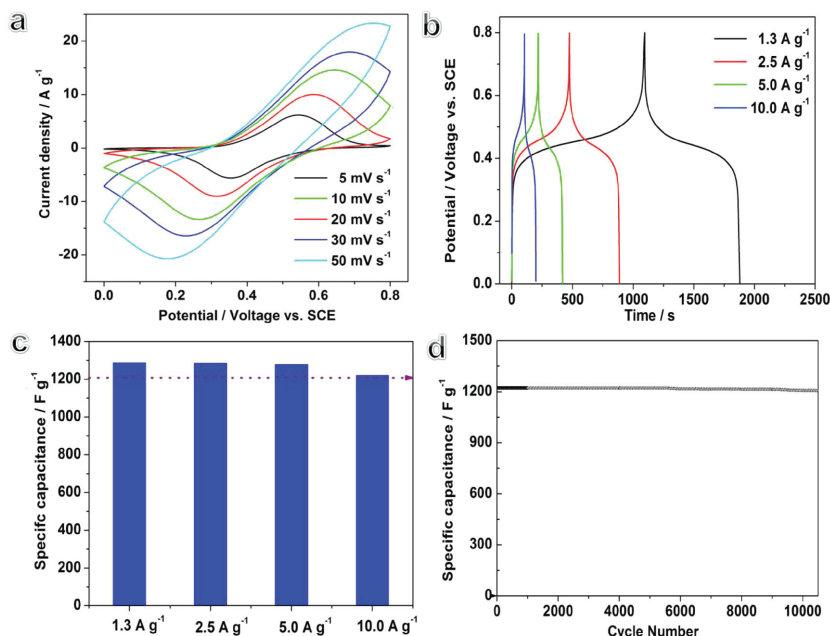 a
20
10
0
-10
-20
Current density / A g⁻¹
5 mV s⁻¹
10 mV s⁻¹
20 mV s⁻¹
30 mV s⁻¹
50 mV s⁻¹
0.0 0.2 0.4 0.6 0.8
Potential / Voltage vs. SCE
b
0.8
0.6
0.4
0.2
0.0
Potential / Voltage vs. SCE
1.3 A g⁻¹
2.5 A g⁻¹
5.0 A g⁻¹
10.0 A g⁻¹
0 500 1000 1500 2000 2500
Time / s
c
1400
1200
1000
800
600
400
200
0
Specifc capacitance / F g⁻¹
1.3 A g⁻¹ 2.5 A g⁻¹ 5.0 A g⁻¹ 10.0 A g⁻¹
d
1500
1200
900
600
300
0
Specific capacitance / F g⁻¹
0 2000 4000 6000 8000 10000
Cycle Number